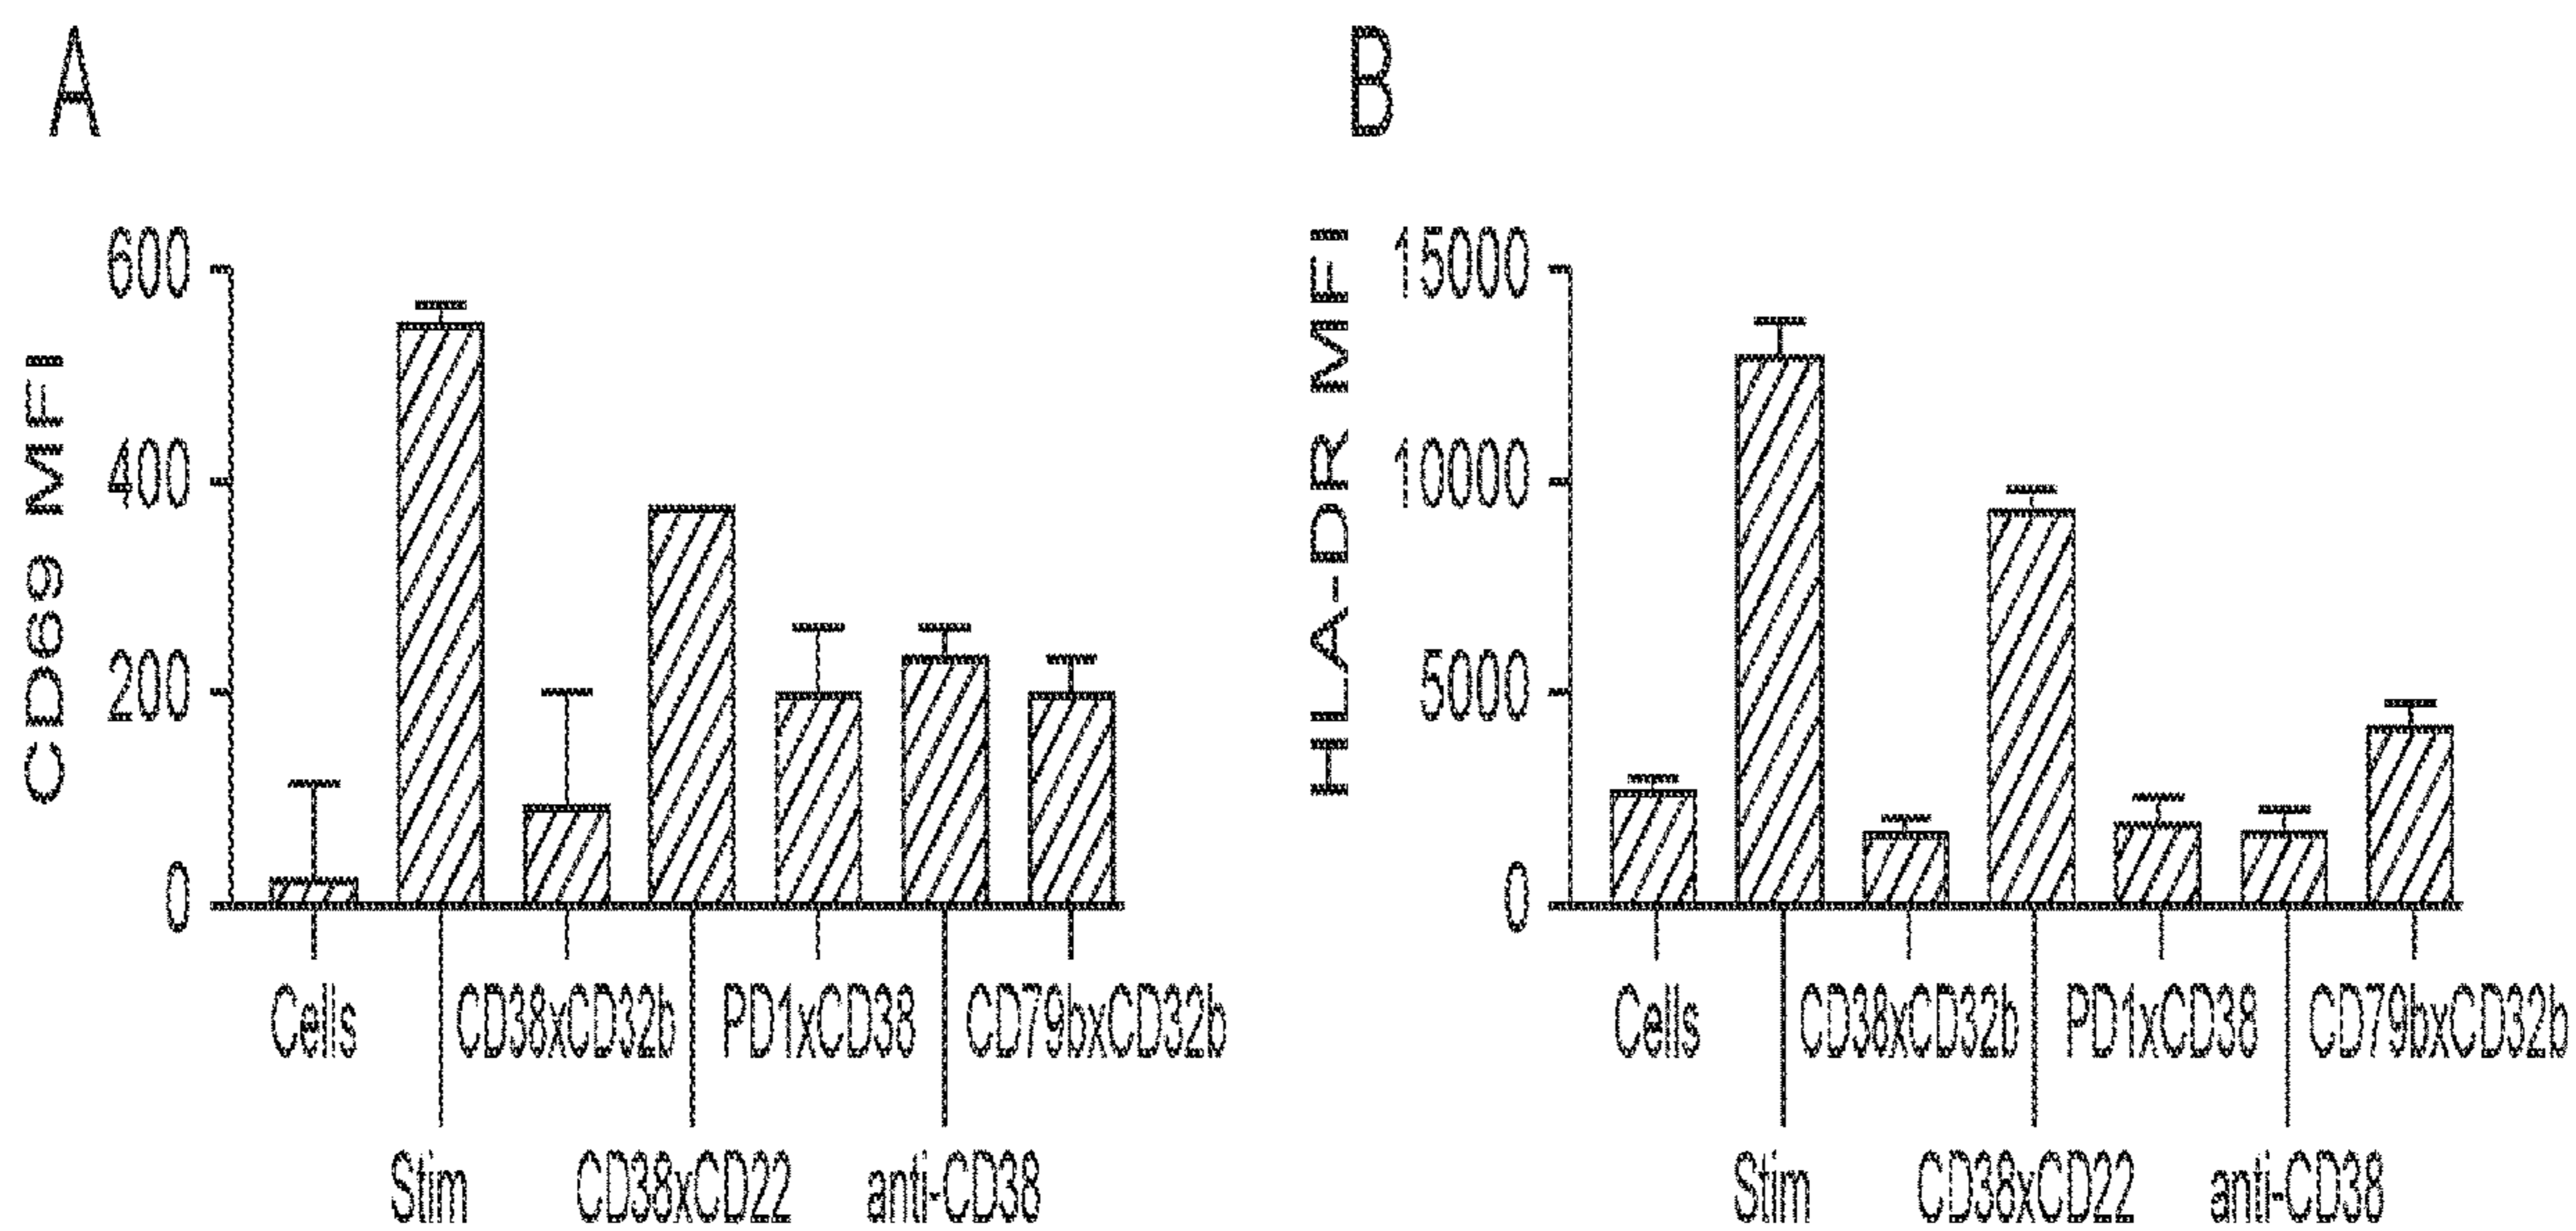 A
CD69 MFI
600
400
200
0
Cells
CD38xCD32b
PD1xCD38
CD79bxCD32b
Stim
CD38xCD22
anti-CD38
B
HLA-DR MFI
15000
10000
5000
0
Cells
CD38xCD32b
PD1xCD38
CD79bxCD32b
Stim
CD38xCD22
anti-CD38